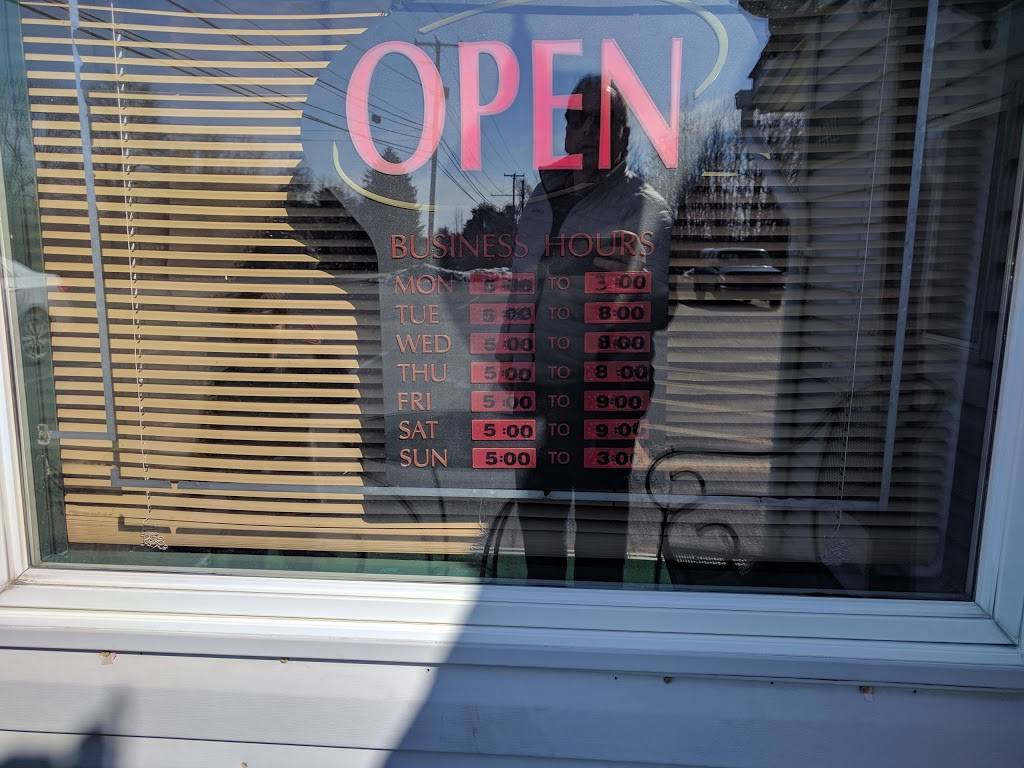 OPEN
BUSINESS HOURS
MON 5:00 TO 3:00
TUE 5:00 TO 8:00
WED 5:00 TO 8:00
THU 5:00 TO 8:00
FRI 5:00 TO 9:00
SAT 5:00 TO 9:00
SUN 5:00 TO 3:00